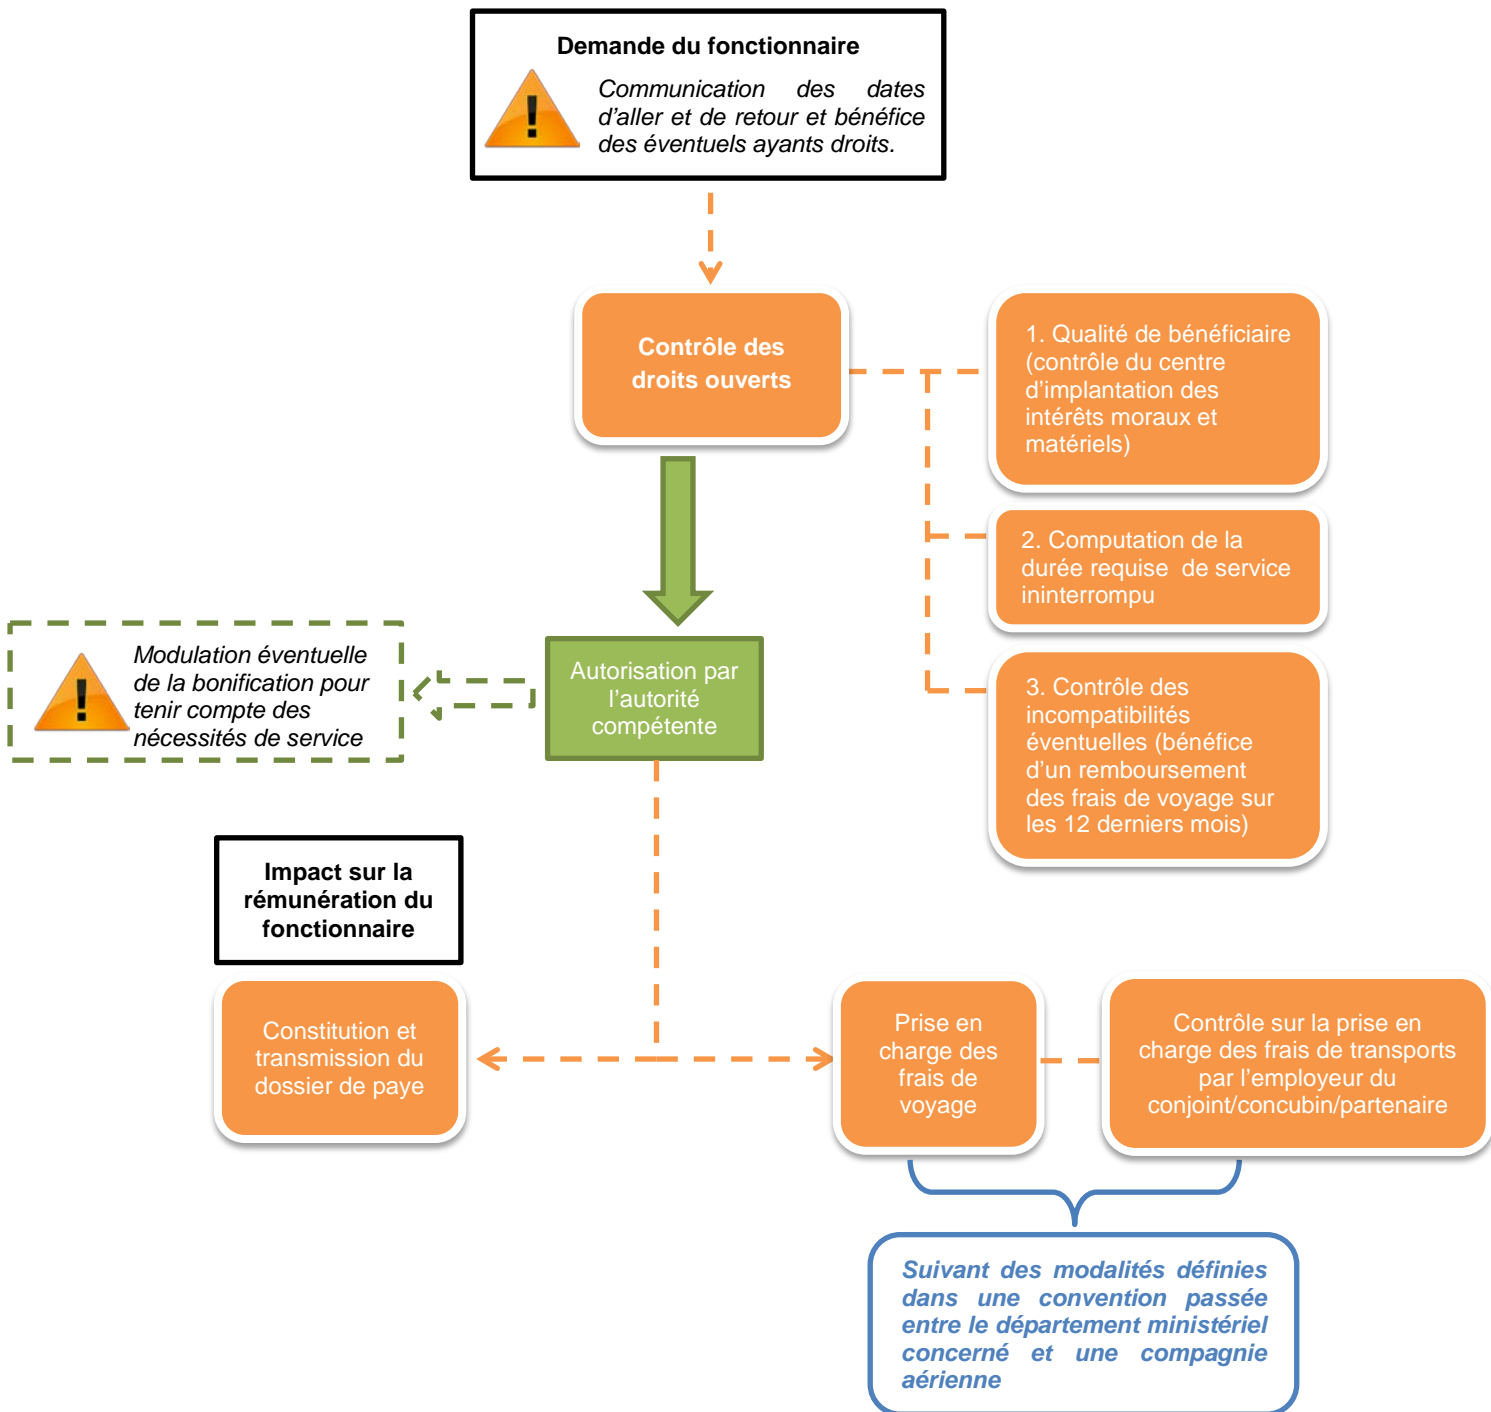 Demande du fonctionnaire
Communication des dates
d’aller et de retour et bénéfice
des éventuels ayants droits.
Contrôle des
droits ouverts
1. Qualité de bénéficiaire
(contrôle du centre
d’implantation des
intérêts moraux et
matériels)
2. Computation de la
durée requise de service
ininterrompu
3. Contrôle des
incompatibilités
éventuelles (bénéfice
d’un remboursement
des frais de voyage sur
les 12 derniers mois)
Autorisation par
l’autorité
compétente
Modulation éventuelle
de la bonification pour
tenir compte des
nécessités de service
Impact sur la
rémunération du
fonctionnaire
Constitution et
transmission du
dossier de paye
Prise en
charge des
frais de
voyage
Contrôle sur la prise en
charge des frais de transports
par l’employeur du
conjoint/concubin/partenaire
Suivant des modalités définies
dans une convention passée
entre le département ministériel
concerné et une compagnie
aérienne